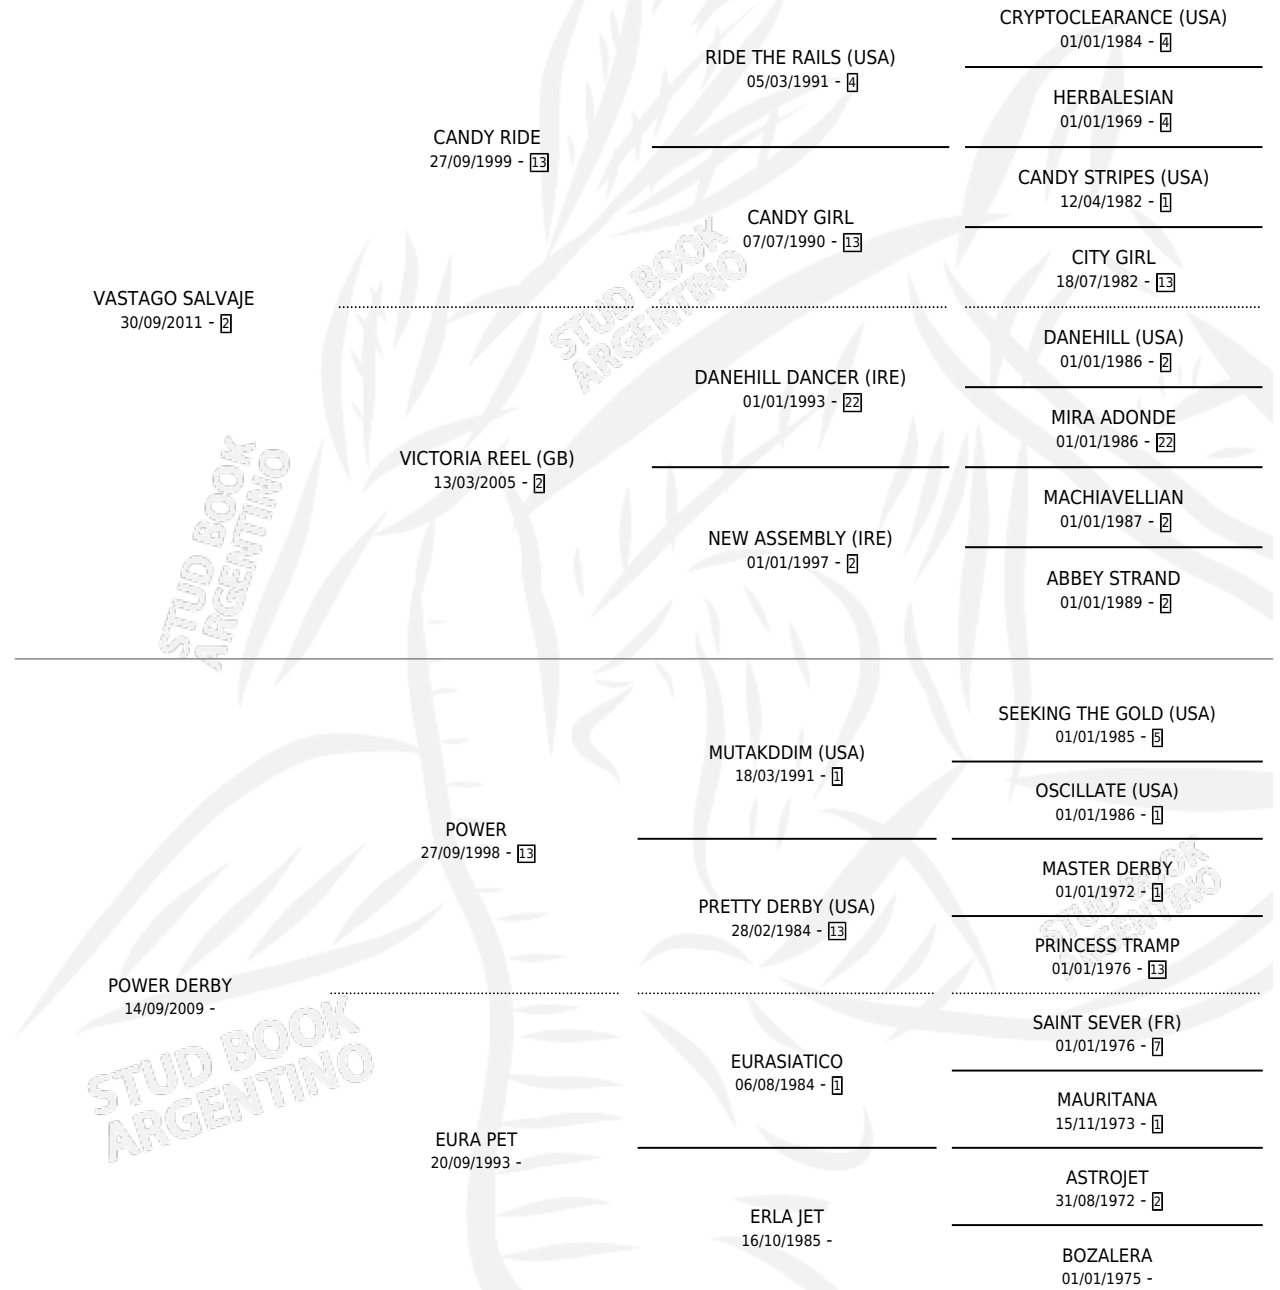 CRYPTOCLEARANCE (USA)
01/01/1984 - 4
RIDE THE RAILS (USA)
05/03/1991 - 4
HERBALESIAN
01/01/1969 - 4
CANDY RIDE
27/09/1999 - 13
CANDY STRIPES (USA)
12/04/1982 - 1
CANDY GIRL
07/07/1990 - 13
CITY GIRL
18/07/1982 - 13
VASTAGO SALVAJE
30/09/2011 - 2
DANEHILL (USA)
01/01/1986 - 2
DANEHILL DANCER (IRE)
01/01/1993 - 22
MIRA ADONDE
01/01/1986 - 22
VICTORIA REEL (GB)
13/03/2005 - 2
MACHIAVELLIAN
01/01/1987 - 2
NEW ASSEMBLY (IRE)
01/01/1997 - 2
ABBEY STRAND
01/01/1989 - 2
SEEKING THE GOLD (USA)
01/01/1985 - 5
MUTAKDDIM (USA)
18/03/1991 - 1
OSCILLATE (USA)
01/01/1986 - 1
POWER
27/09/1998 - 13
MASTER DERBY
01/01/1972 - 1
PRETTY DERBY (USA)
28/02/1984 - 13
PRINCESS TRAMP
01/01/1976 - 13
POWER DERBY
14/09/2009 -
SAINT SEVER (FR)
01/01/1976 - 7
EURASIATICO
06/08/1984 - 1
MAURITANA
15/11/1973 - 1
EURA PET
20/09/1993 -
ASTROJET
31/08/1972 - 2
ERLA JET
16/10/1985 -
BOZALERA
01/01/1975 -
STUD BOOK
ARGENTINO
STUD BOOK
ARGENTINO
STUD BOOK
ARGENTINO
STUD BOOK
ARGENTINO